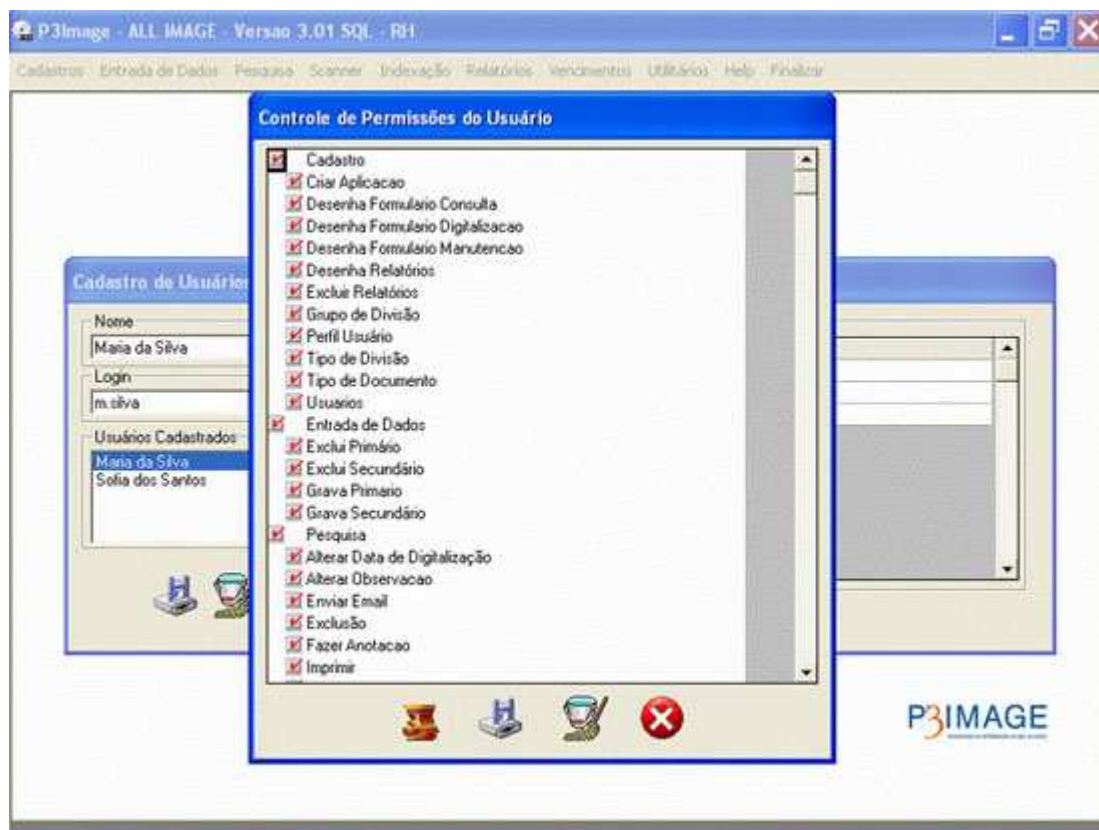 P3Image - ALL IMAGE - Versao 3.01 SQL - RH
Cadastros Entrada de Dados Pesquisa Scanner Indexação Relatórios Vencimentos Utilitários Help Finalizar
Controle de Permissões do Usuário
Cadastro
Criar Aplicacao
Desenha Formulario Consulta
Desenha Formulario Digitalizacao
Desenha Formulario Manutencao
Desenha Relatórios
Excluir Relatórios
Grupo de Divisão
Perfil Usuário
Tipo de Divisão
Tipo de Documento
Usuarios
Entrada de Dados
Exclui Primário
Exclui Secundário
Grava Primario
Grava Secundário
Pesquisa
Alterar Data de Digitalização
Alterar Observacao
Enviar Email
Exclusão
Fazer Anotacao
Imprimir
Cadastro de Usuários
Nome
Maria da Silva
Login
m.silva
Usuários Cadastrados
Maria da Silva
Sofia dos Santos
P3IMAGE